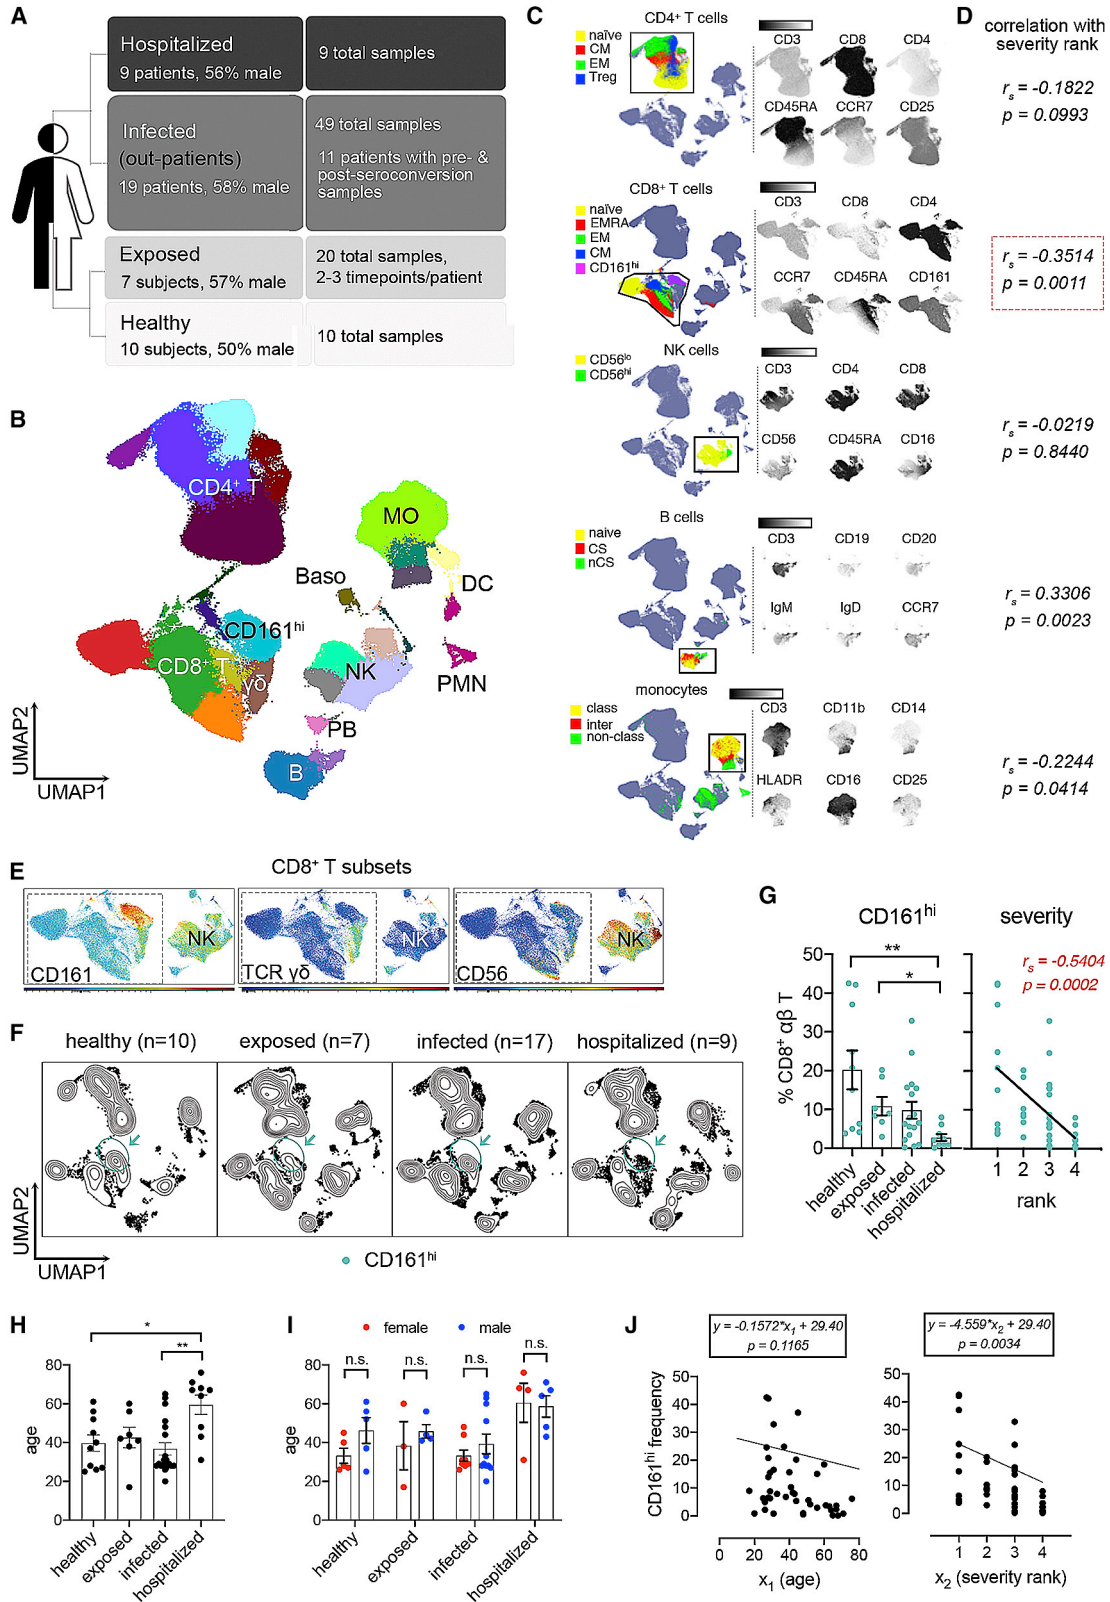 A
Hospitalized
9 patients, 56% male
9 total samples
Infected
(out-patients)
19 patients, 58% male
49 total samples
11 patients with pre- &
post-seroconversion
samples
Exposed
7 subjects, 57% male
20 total samples,
2-3 timepoints/patient
Healthy
10 subjects, 50% male
10 total samples
B
CD4⁺ T
MO
Baso
DC
CD161ʰⁱ
CD8⁺ T
γδ
NK
PMN
PB
B
UMAP2
UMAP1
C
CD4⁺ T cells
naïve
CM
EM
Treg
CD3
CD8
CD4
CD45RA
CCR7
CD25
CD8⁺ T cells
naïve
EMRA
EM
CM
CD161ʰⁱ
CD3
CD8
CD4
CCR7
CD45RA
CD161
NK cells
CD56ˡᵒ
CD56ʰⁱ
CD3
CD4
CD8
CD56
CD45RA
CD16
B cells
naive
CS
nCS
CD3
CD19
CD20
IgM
IgD
CCR7
monocytes
class
inter
non-class
CD3
CD11b
CD14
HLADR
CD16
CD25
D
correlation with
severity rank
rₛ = -0.1822
p = 0.0993
rₛ = -0.3514
p = 0.0011
rₛ = -0.0219
p = 0.8440
rₛ = 0.3306
p = 0.0023
rₛ = -0.2244
p = 0.0414
E
CD8⁺ T subsets
NK
CD161
NK
TCR γδ
NK
CD56
F
healthy (n=10)
exposed (n=7)
infected (n=17)
hospitalized (n=9)
UMAP2
UMAP1
CD161ʰⁱ
G
CD161ʰⁱ
severity
**
*
rₛ = -0.5404
p = 0.0002
% CD8⁺ αβ T
50
40
30
20
10
0
healthy
exposed
infected
hospitalized
1 2 3 4
rank
H
*
**
age
80
60
40
20
0
healthy
exposed
infected
hospitalized
I
female
male
n.s.
n.s.
n.s.
n.s.
age
80
60
40
20
0
healthy
exposed
infected
hospitalized
J
y = -0.1572*x₁ + 29.40
p = 0.1165
CD161ʰⁱ frequency
50
40
30
20
10
0
0 20 40 60 80
x₁ (age)
y = -4.559*x₂ + 29.40
p = 0.0034
50
40
30
20
10
0
1 2 3 4
x₂ (severity rank)